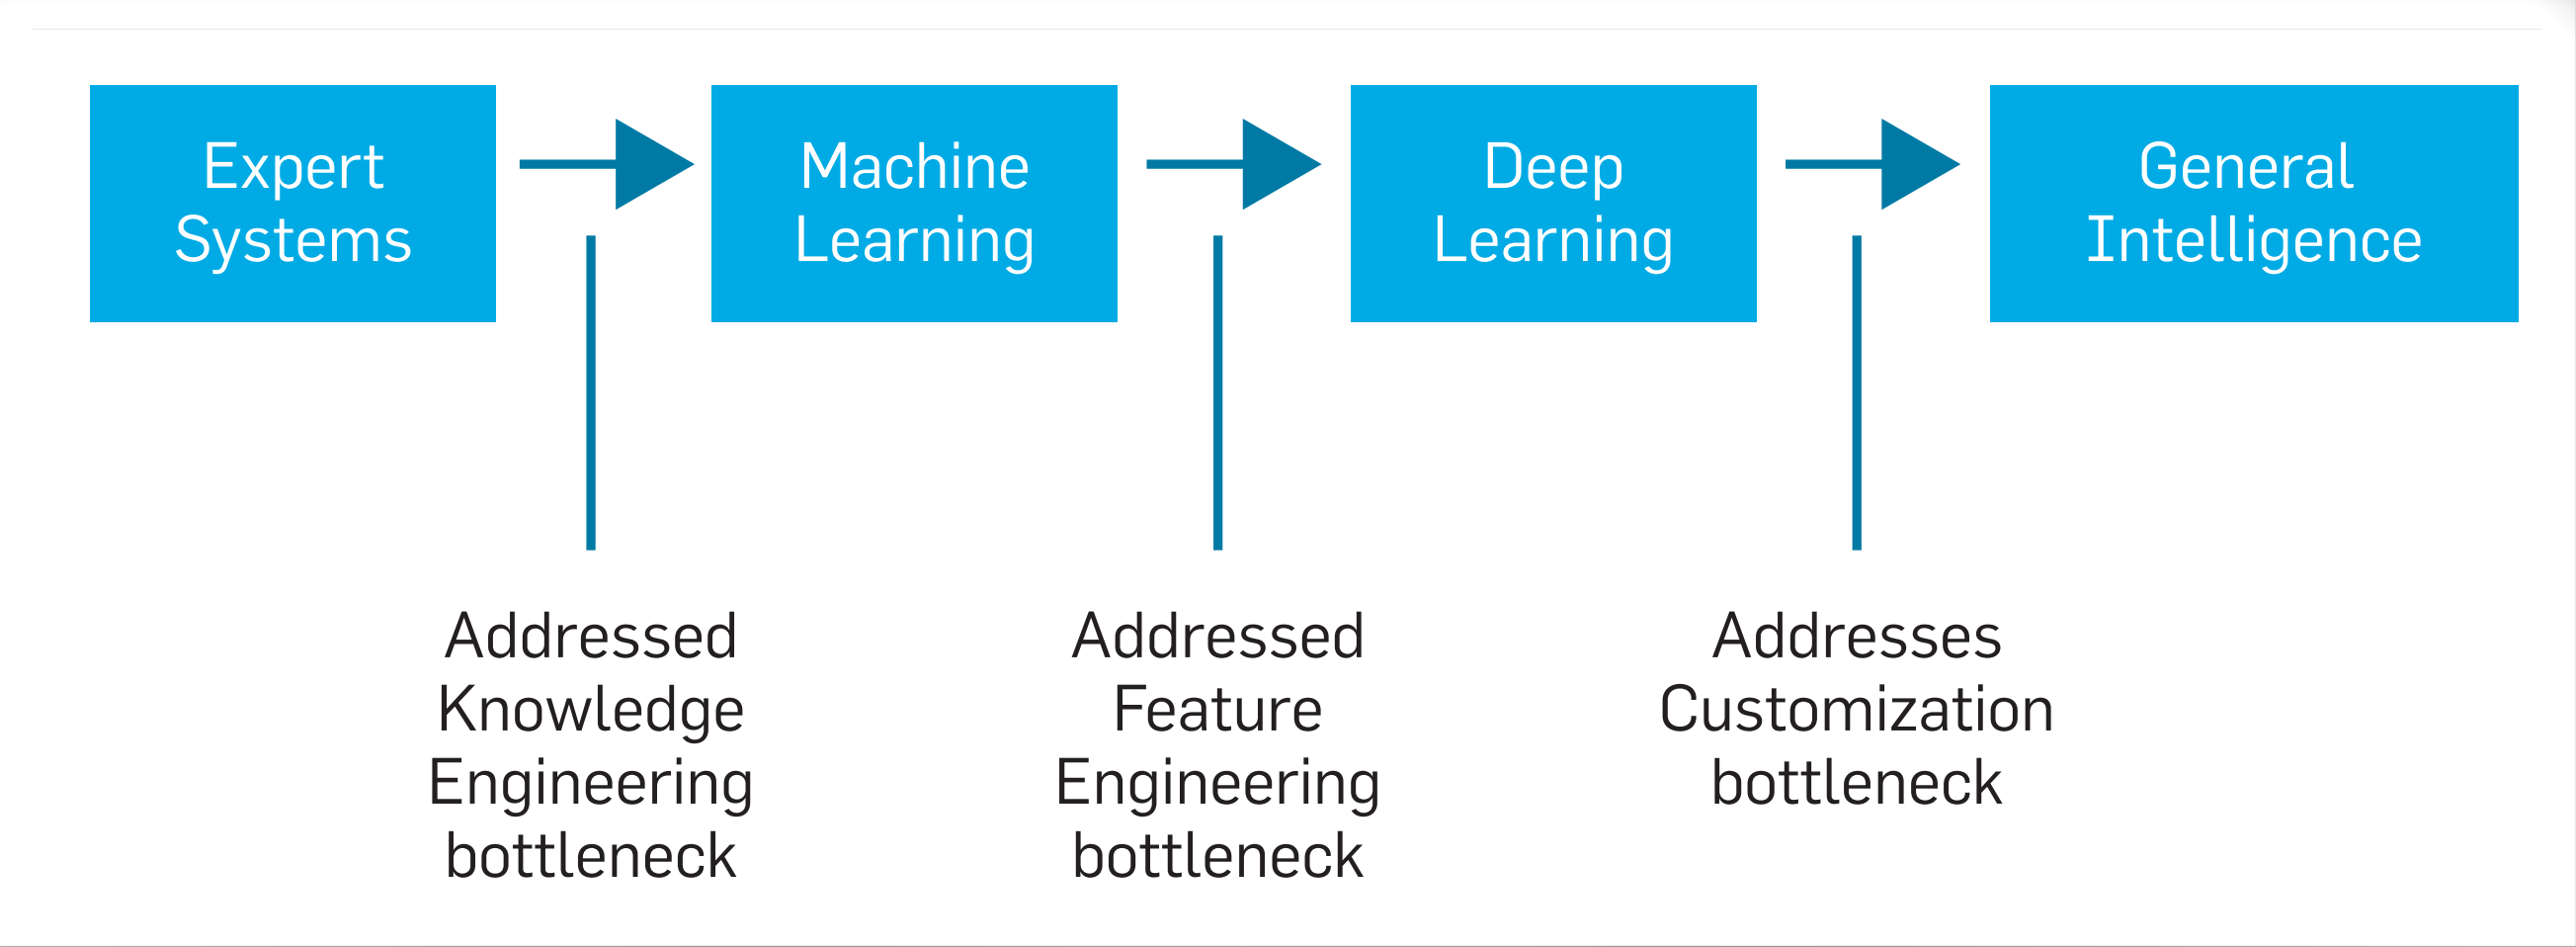 Expert
Systems
Machine
Learning
Deep
Learning
General
Intelligence
Addressed
Knowledge
Engineering
bottleneck
Addressed
Feature
Engineering
bottleneck
Addresses
Customization
bottleneck